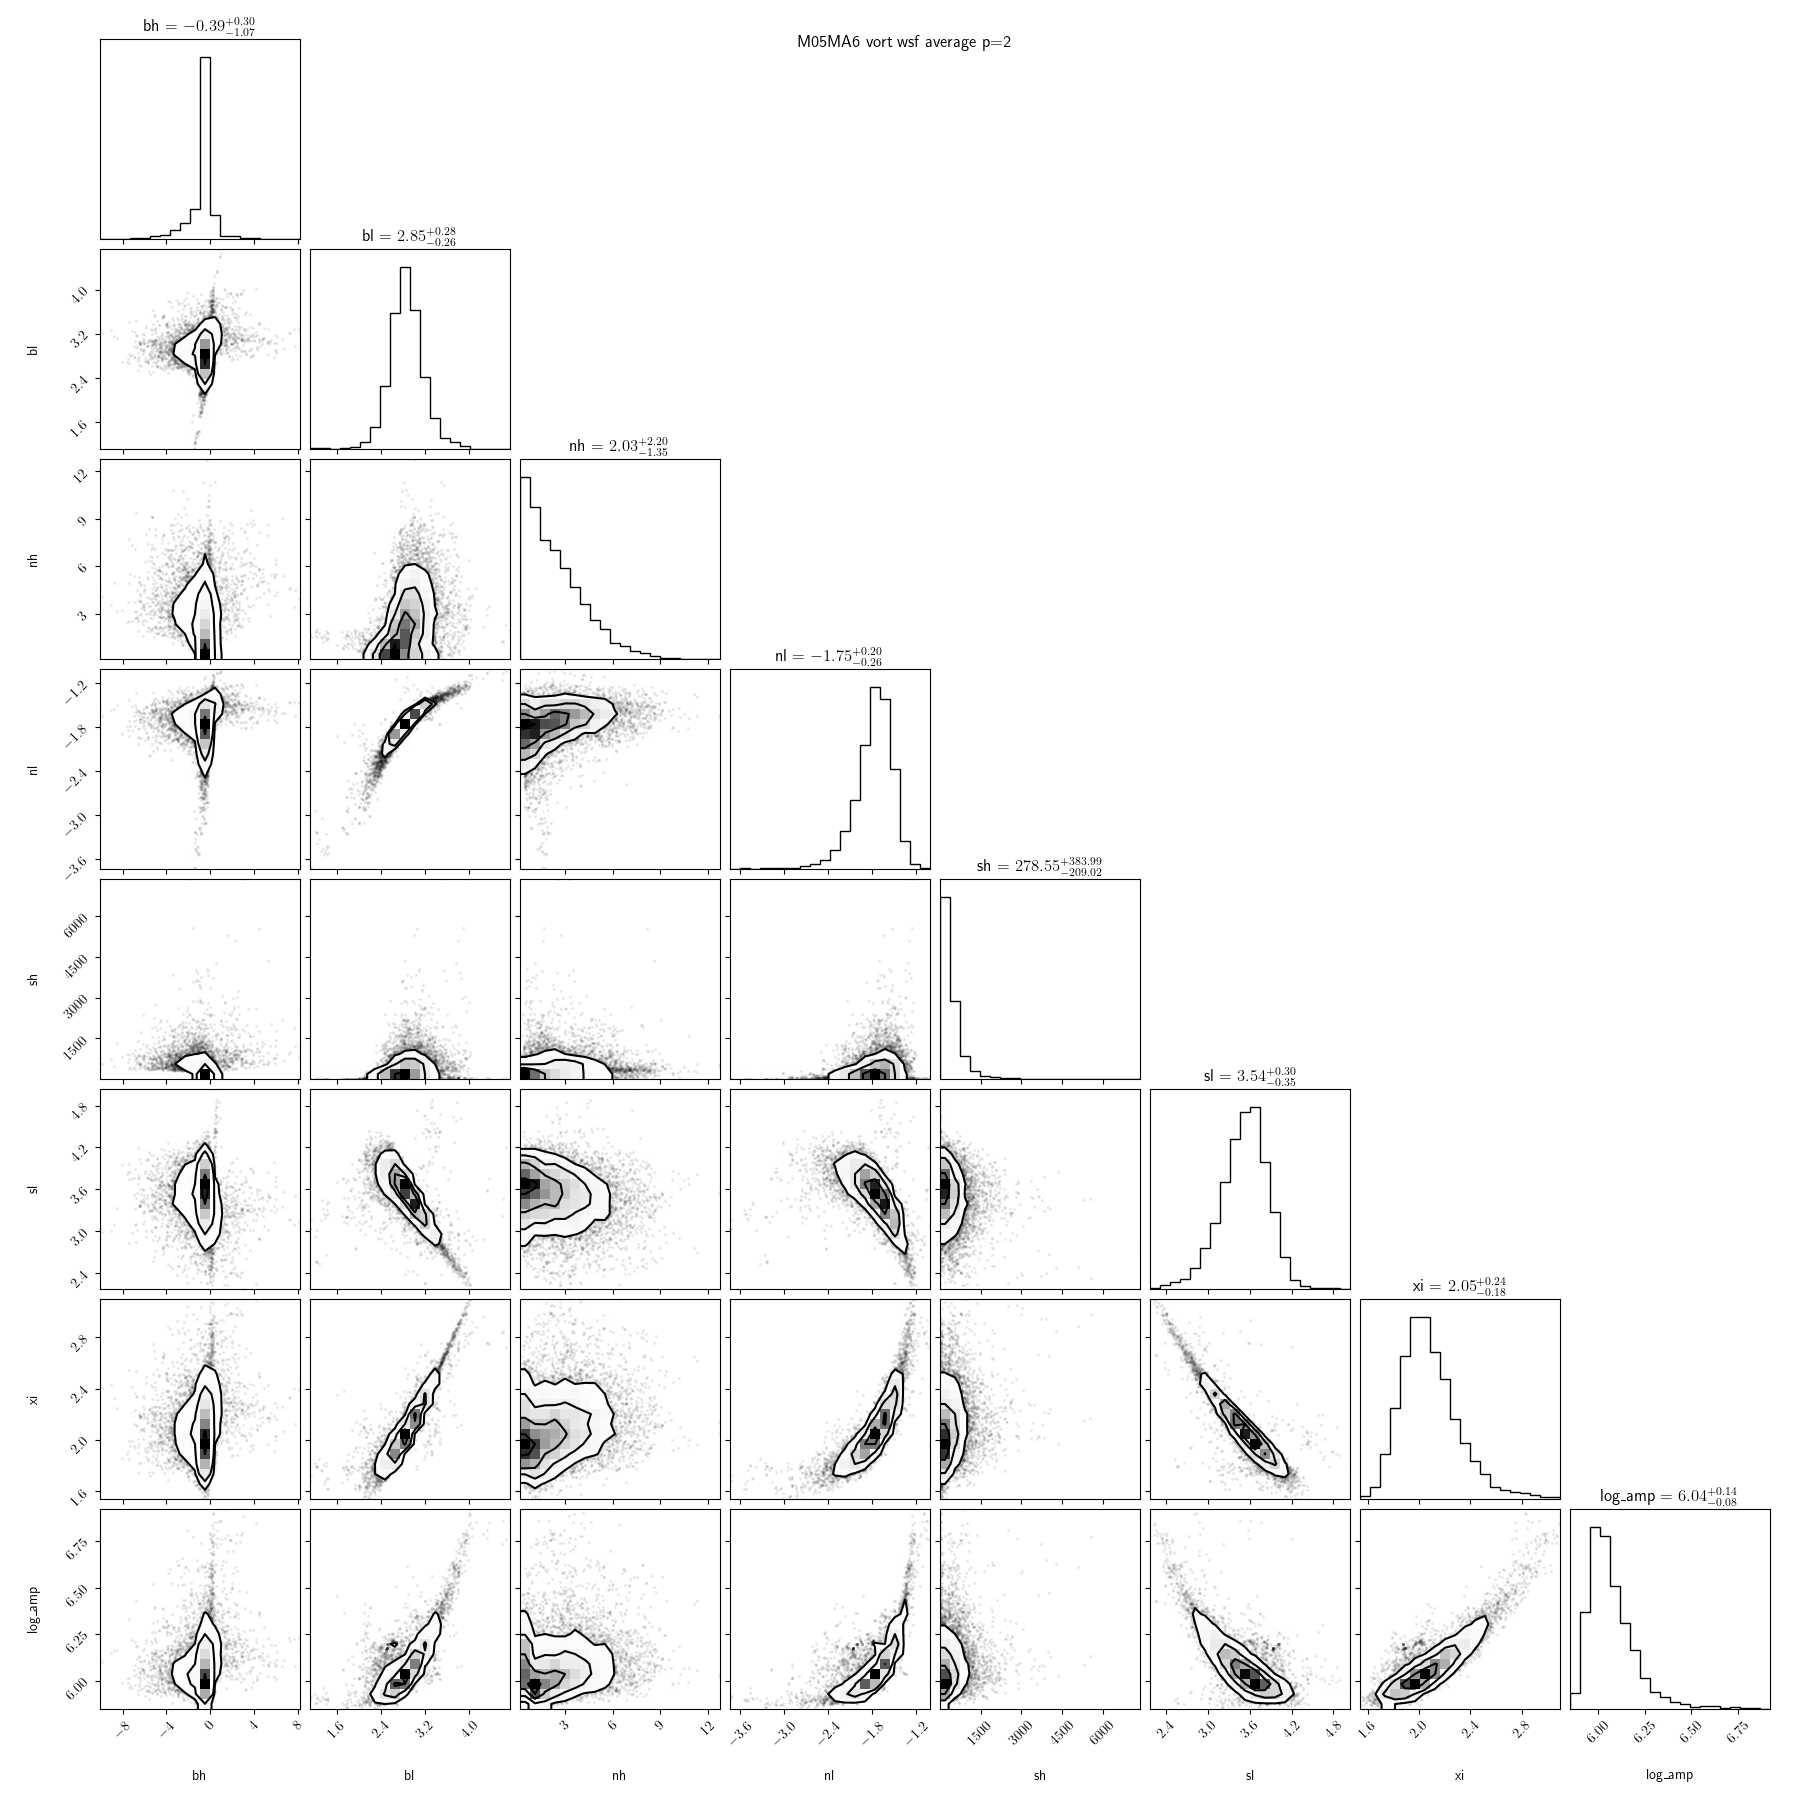 bh = −0.39+0.30 −1.07
M05MA6 vort wsf average p=2
bl = 2.85+0.28 −0.26
4.0
3.2
2.4
1.6
bl
nh = 2.03+2.20 −1.35
12
9
6
3
nh
nl = −1.75+0.20 −0.26
−1.2
−1.8
−2.4
−3.0
−3.6
nl
sh = 278.55+383.99 −209.02
6000
4500
3000
1500
sh
sl = 3.54+0.30 −0.35
4.8
4.2
3.6
3.0
2.4
sl
xi = 2.05+0.24 −0.18
2.8
2.4
2.0
1.6
xi
log_amp = 6.04+0.14 −0.08
6.75
6.50
6.25
6.00
log_amp
−8 −4 0 4 8 1.6 2.4 3.2 4.0 3 6 9 12 −3.6 −3.0 −2.4 −1.8 −1.2 1500 3000 4500 6000 2.4 3.0 3.6 4.2 4.8 1.6 2.0 2.4 2.8 6.00 6.25 6.50 6.75
bh bl nh nl sh sl xi log_amp